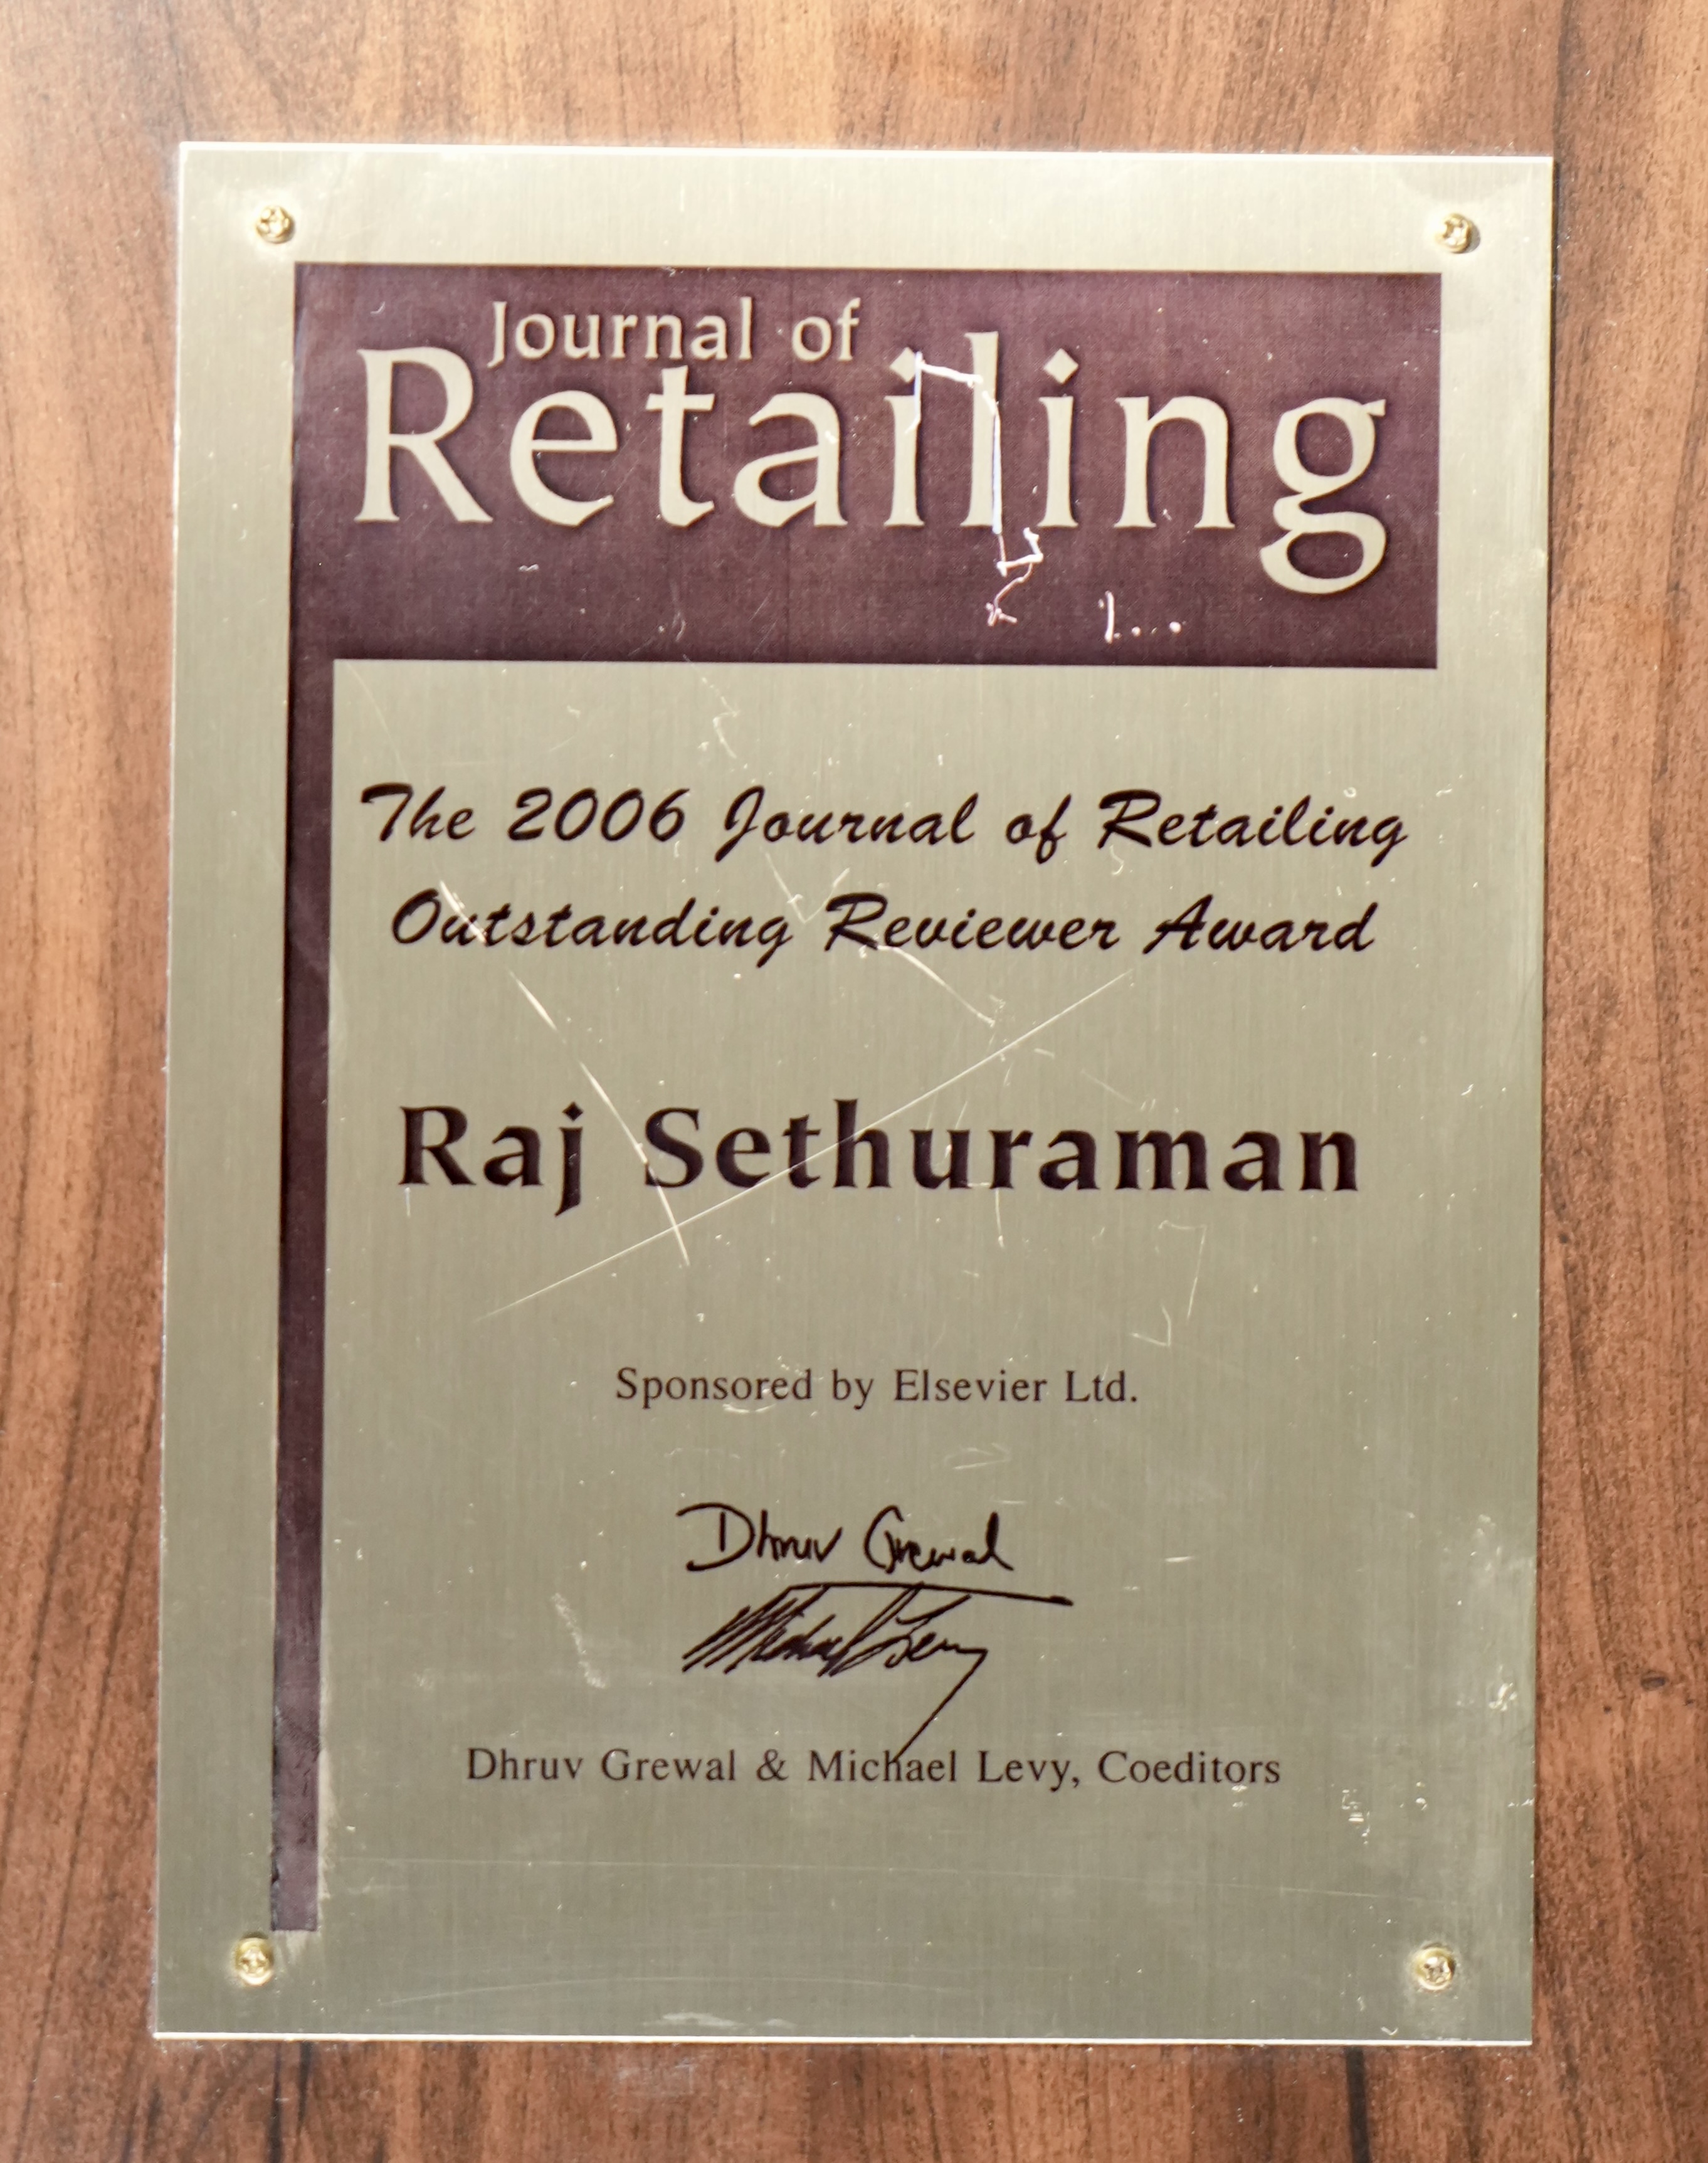 Journal of
Retailing
The 2006 Journal of Retailing
Outstanding Reviewer Award
Raj Sethuraman
Sponsored by Elsevier Ltd.
Dhruv Grewal
Michael Levy
Dhruv Grewal & Michael Levy, Coeditors